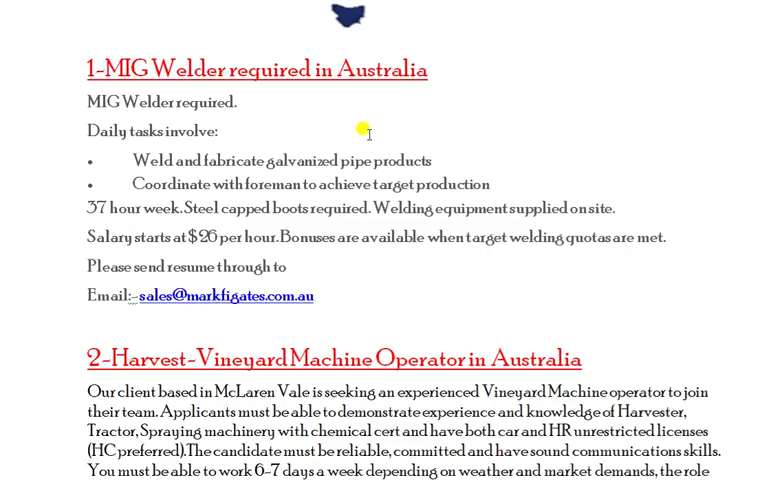 1-MIG Welder required in Australia
MIG Welder required.
Daily tasks involve:
• Weld and fabricate galvanized pipe products
• Coordinate with foreman to achieve target production
37 hour week. Steel capped boots required. Welding equipment supplied on site.
Salary starts at $26 per hour. Bonuses are available when target welding quotas are met.
Please send resume through to
Email:- sales@markfigates.com.au
2-Harvest-Vineyard Machine Operator in Australia
Our client based in McLaren Vale is seeking an experienced Vineyard Machine operator to join
their team. Applicants must be able to demonstrate experience and knowledge of Harvester,
Tractor, Spraying machinery with chemical cert and have both car and HR unrestricted licenses
(HC preferred).The candidate must be reliable, committed and have sound communications skills.
You must be able to work 6-7 days a week depending on weather and market demands, the role